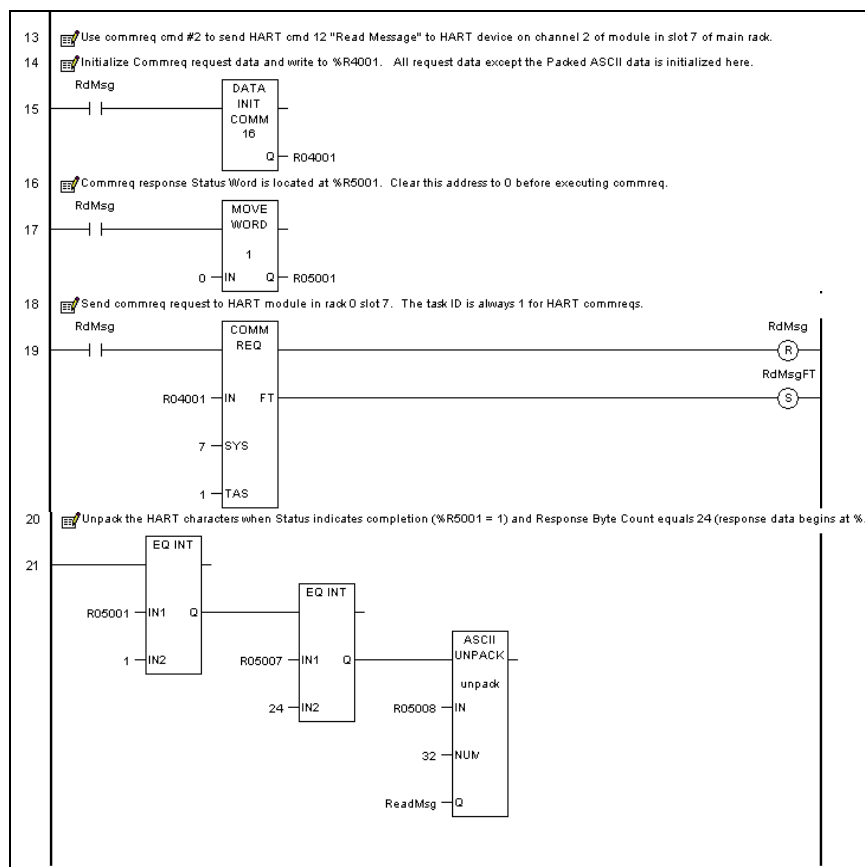 13 Use commreq cmd #2 to send HART cmd 12 "Read Message" to HART device on channel 2 of module in slot 7 of main rack.
14 Initialize Commreq request data and write to %R4001. All request data except the Packed ASCII data is initialized here.
RdMsg
15
DATA
INIT
COMM
16
Q R04001
16 Commreq response Status Word is located at %R5001. Clear this address to 0 before executing commreq.
RdMsg
17
MOVE
WORD
1
0 IN Q R05001
18 Send commreq request to HART module in rack 0 slot 7. The task ID is always 1 for HART commreqs.
RdMsg
19
COMM
REQ
RdMsg
R
RdMsgFT
R04001 IN FT
S
7 SYS
1 TAS
20 Unpack the HART characters when Status indicates completion (%R5001 = 1) and Response Byte Count equals 24 (response data begins at %.
21
EQ INT
R05001 IN1 Q
1 IN2
EQ INT
R05007 IN1 Q
24 IN2
ASCII
UNPACK
unpack
R05008 IN
32 NUM
ReadMsg Q